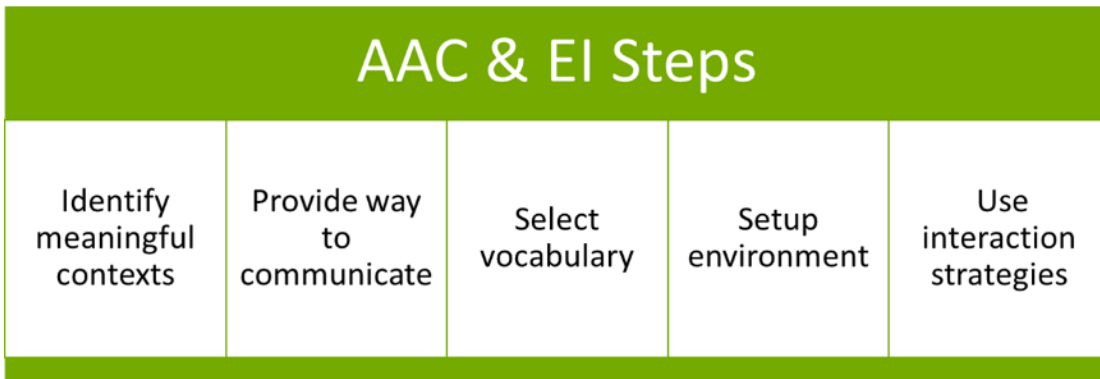 AAC & EI Steps
Identify
meaningful
contexts
Provide way
to
communicate
Select
vocabulary
Setup
environment
Use
interaction
strategies